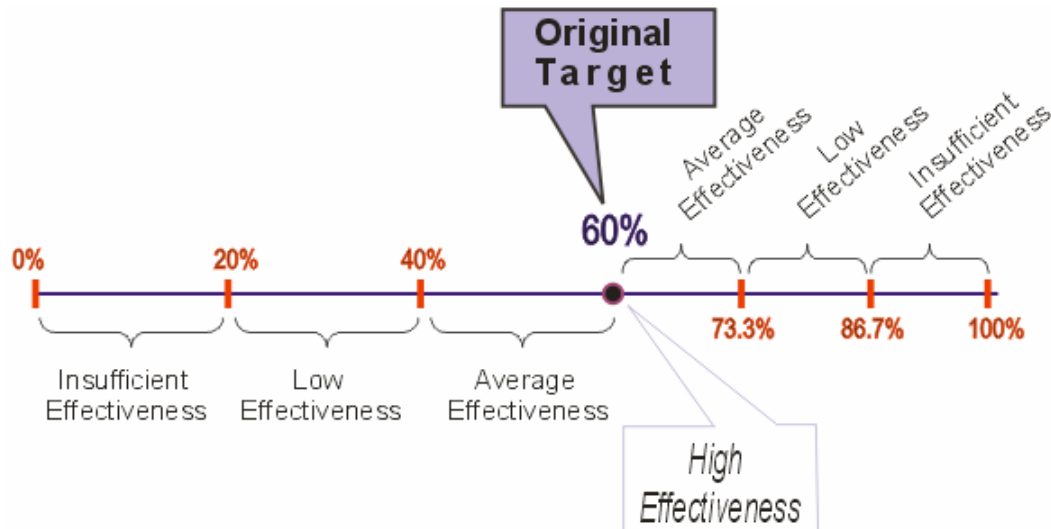 Original
Target
Average
Effectiveness
Low
Effectiveness
Insufficient
Effectiveness
60%
0%
20%
40%
73.3%
86.7%
100%
Insufficient
Effectiveness
Low
Effectiveness
Average
Effectiveness
High
Effectiveness